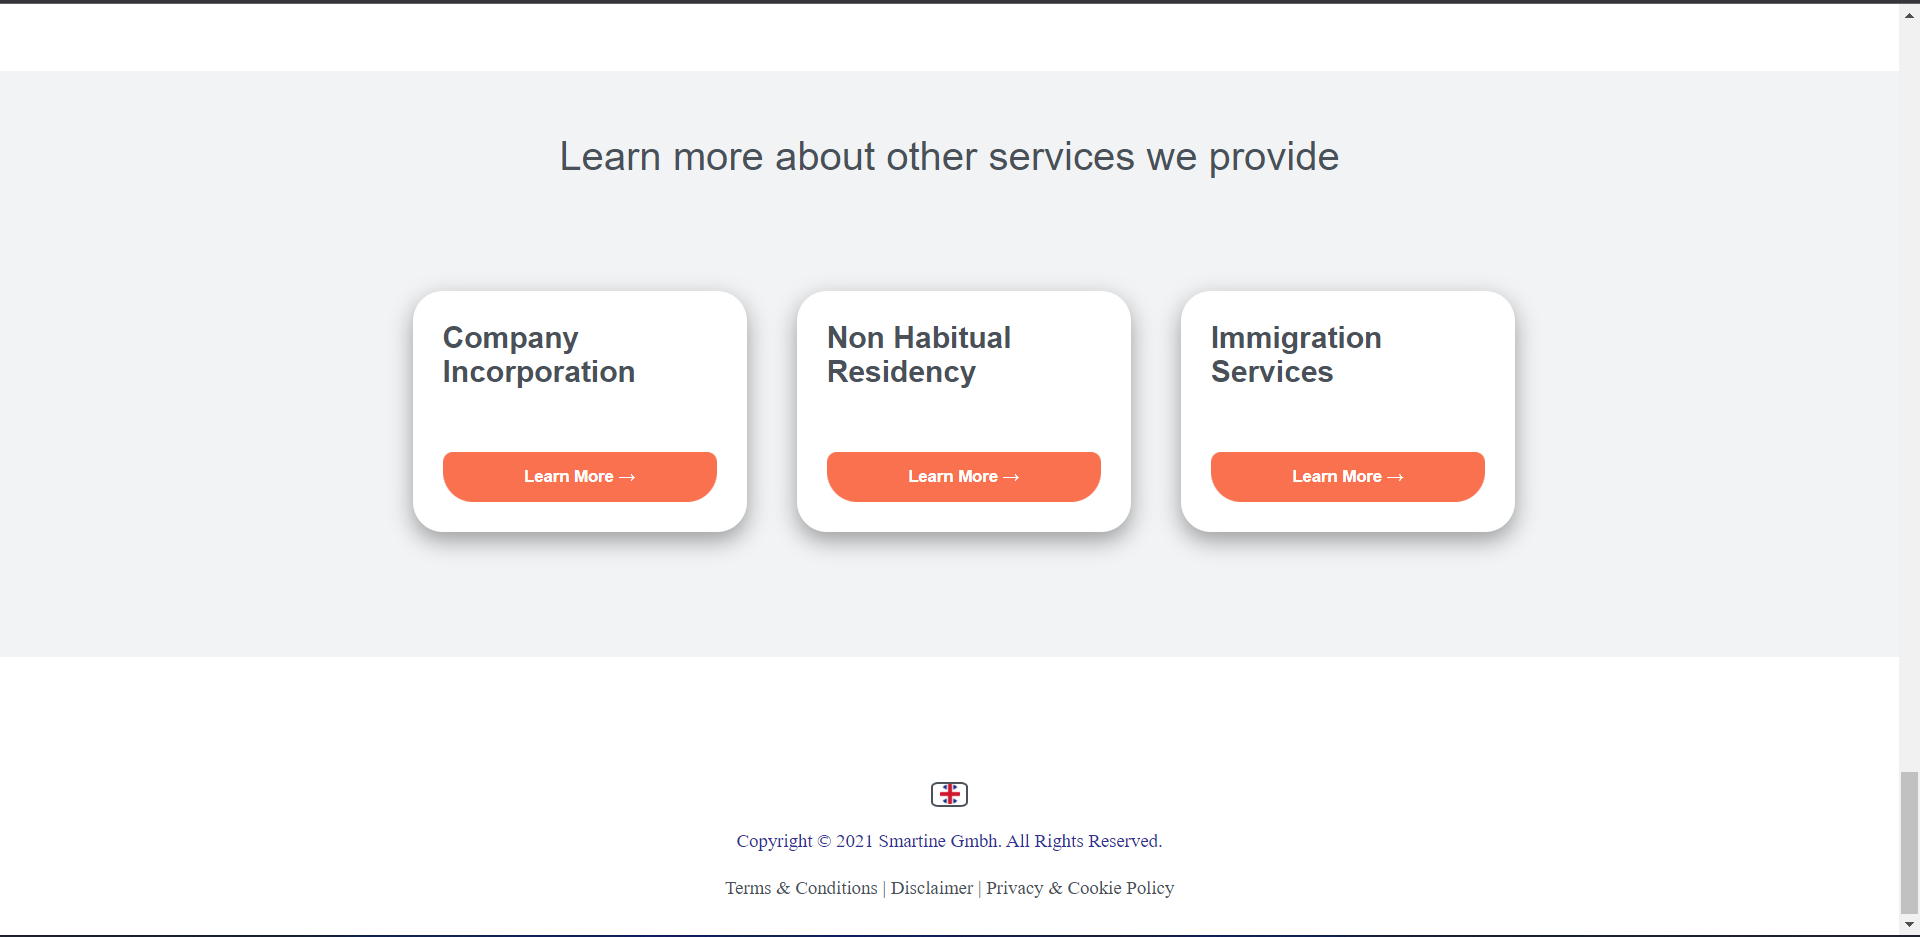 Learn more about other services we provide
Company
Incorporation
Learn More →
Non Habitual
Residency
Learn More →
Immigration
Services
Learn More →
Copyright © 2021 Smartine Gmbh. All Rights Reserved.
Terms & Conditions | Disclaimer | Privacy & Cookie Policy